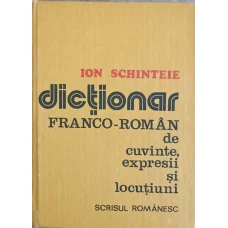 ION SCHINTEIE
dicționar
FRANCO-ROMÂN
de
cuvinte,
expresii
și
locuțiuni
SCRISUL ROMÂNESC